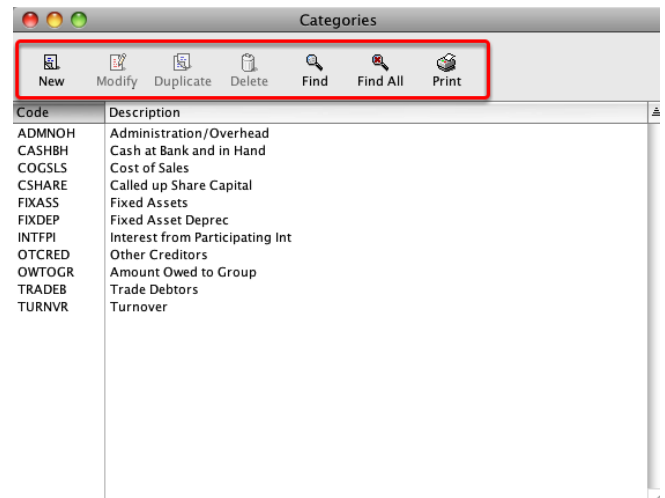 Categories
New Modify Duplicate Delete Find Find All Print
Code Description
ADMNOH Administration/Overhead
CASHBH Cash at Bank and in Hand
COGSLS Cost of Sales
CSHARE Called up Share Capital
FIXASS Fixed Assets
FIXDEP Fixed Asset Deprec
INTFPI Interest from Participating Int
OTCRED Other Creditors
OWTOGR Amount Owed to Group
TRADEB Trade Debtors
TURNVR Turnover